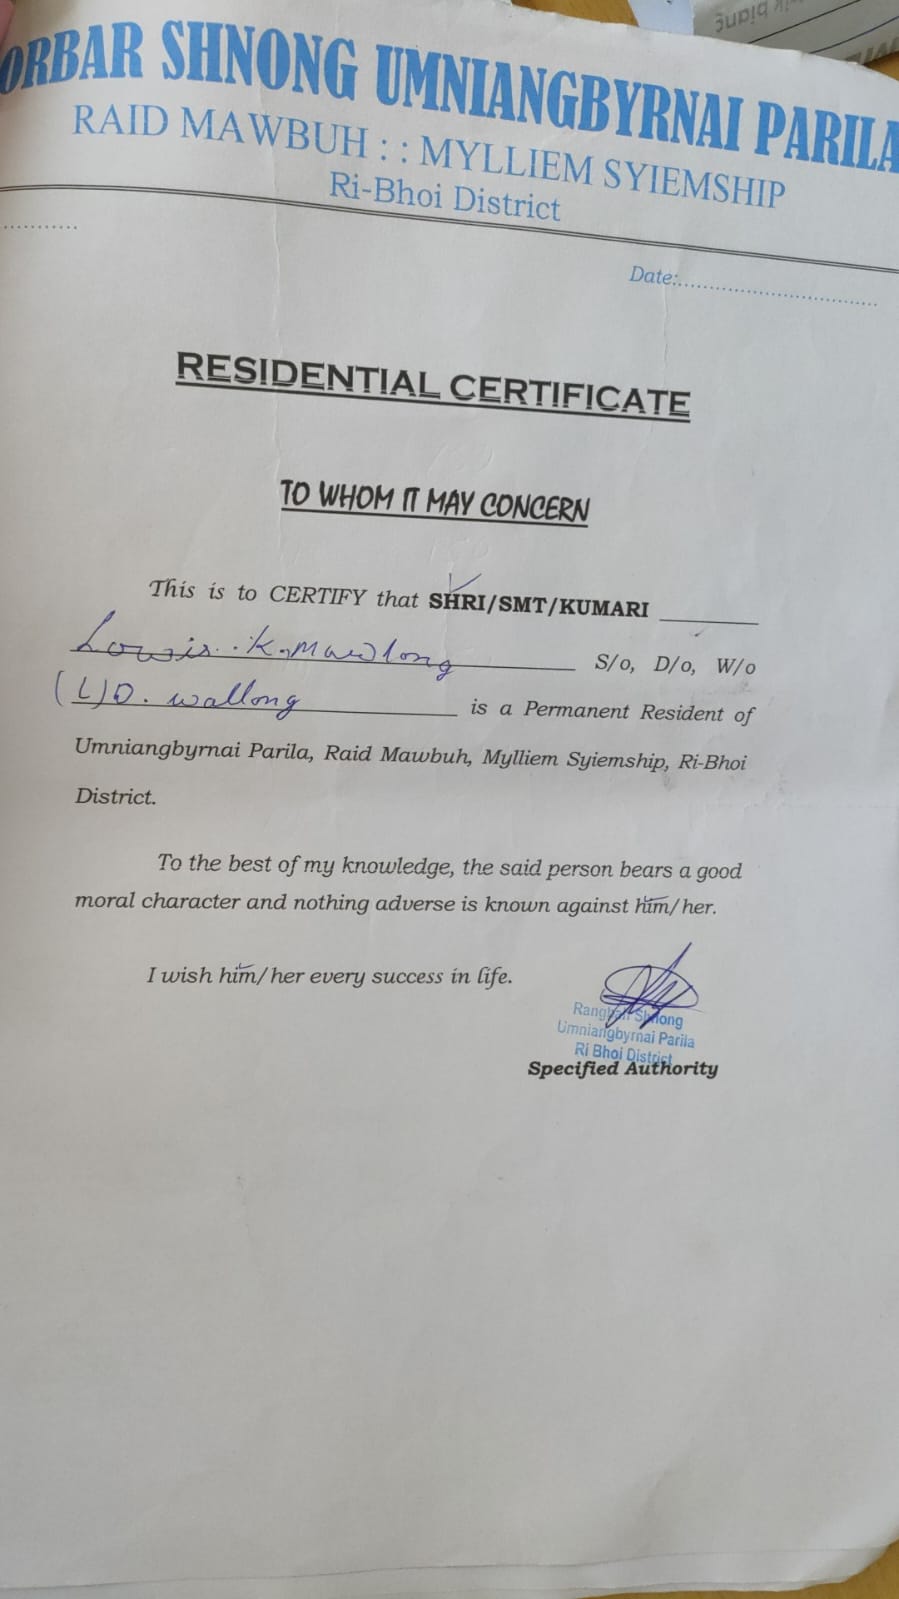 ORBAR SHNONG UMNIANGBYRNAI PARILA
RAID MAWBUH : : MYLLIEM SYIEMSHIP
Ri-Bhoi District
Date:
RESIDENTIAL CERTIFICATE
TO WHOM IT MAY CONCERN
This is to CERTIFY that SHRI/SMT/KUMARI
Lowis. K. Mawlong S/o, D/o, W/o
(L) D. Wallong is a Permanent Resident of
Umniangbyrnai Parila, Raid Mawbuh, Mylliem Syiemship, Ri-Bhoi
District.
To the best of my knowledge, the said person bears a good
moral character and nothing adverse is known against him/her.
I wish him/her every success in life.
Rangbah Shnong
Umniangbyrnai Parila
Ri Bhoi District
Specified Authority